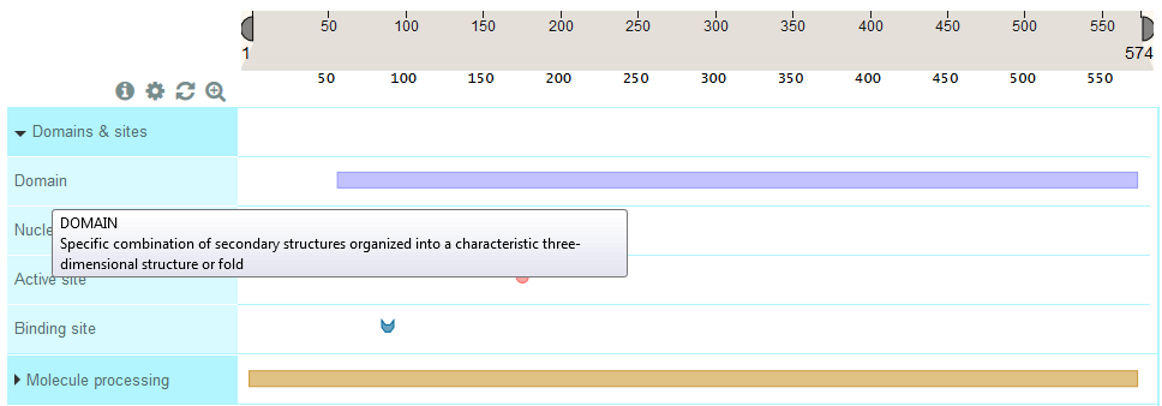 50 100 150 200 250 300 350 400 450 500 550
1 574
50 100 150 200 250 300 350 400 450 500 550
Domains & sites
Domain
Nucle
DOMAIN
Specific combination of secondary structures organized into a characteristic three-
dimensional structure or fold
Active site
Binding site
Molecule processing